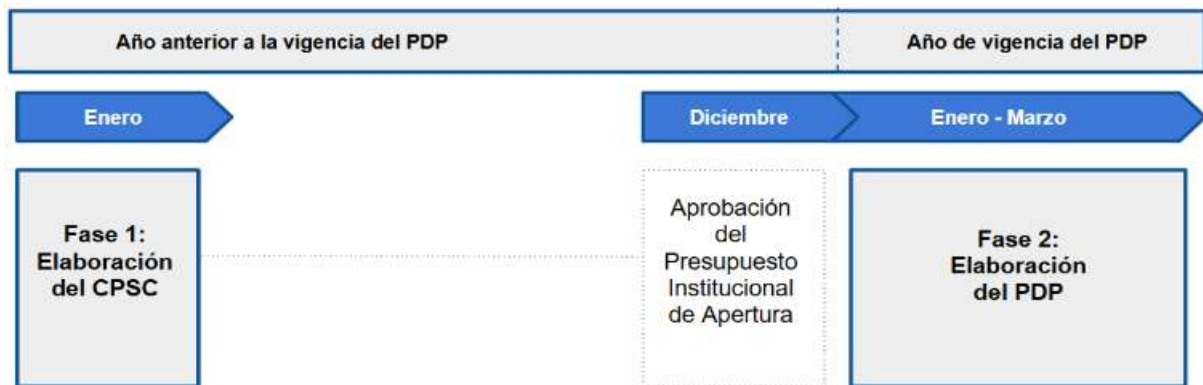 Año anterior a la vigencia del PDP
Año de vigencia del PDP
Enero
Diciembre
Enero - Marzo
Fase 1:
Elaboración
del CPSC
Aprobación
del
Presupuesto
Institucional
de Apertura
Fase 2:
Elaboración
del PDP